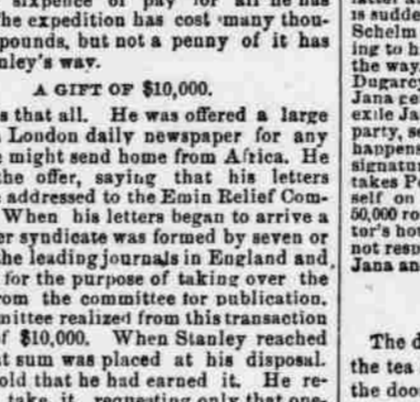 sixpence of pay for all he has
he expedition has cost many thou-
pounds, but not a penny of it has
nley's way.
A GIFT OF $10,000.
s that all. He was offered a large
London daily newspaper for any
might send home from Africa. He
the offer, saying that his letters
addressed to the Emin Relief Com-
When his letters began to arrive a
er syndicate was formed by seven or
he leading journals in England and
for the purpose of taking over the
rom the committee for publication.
mittee realized from this transaction
f $10,000. When Stanley reached
t sum was placed at his disposal.
old that he had earned it. He re-
take it, requesting only that one-
is sudde
Schelm
ing to h
the way
Dugarcy
Jana ge
exile Ja
party, s
happens
signatur
takes P
self on
50,000 ro
tor's hou
not resp
Jana an
The d
the tea
the doo